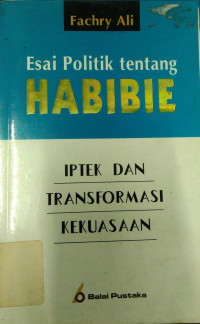 Fachry Ali
Esai Politik tentang
HABIBIE
IPTEK DAN
TRANSFORMASI
KEKUASAAN
Balai Pustaka